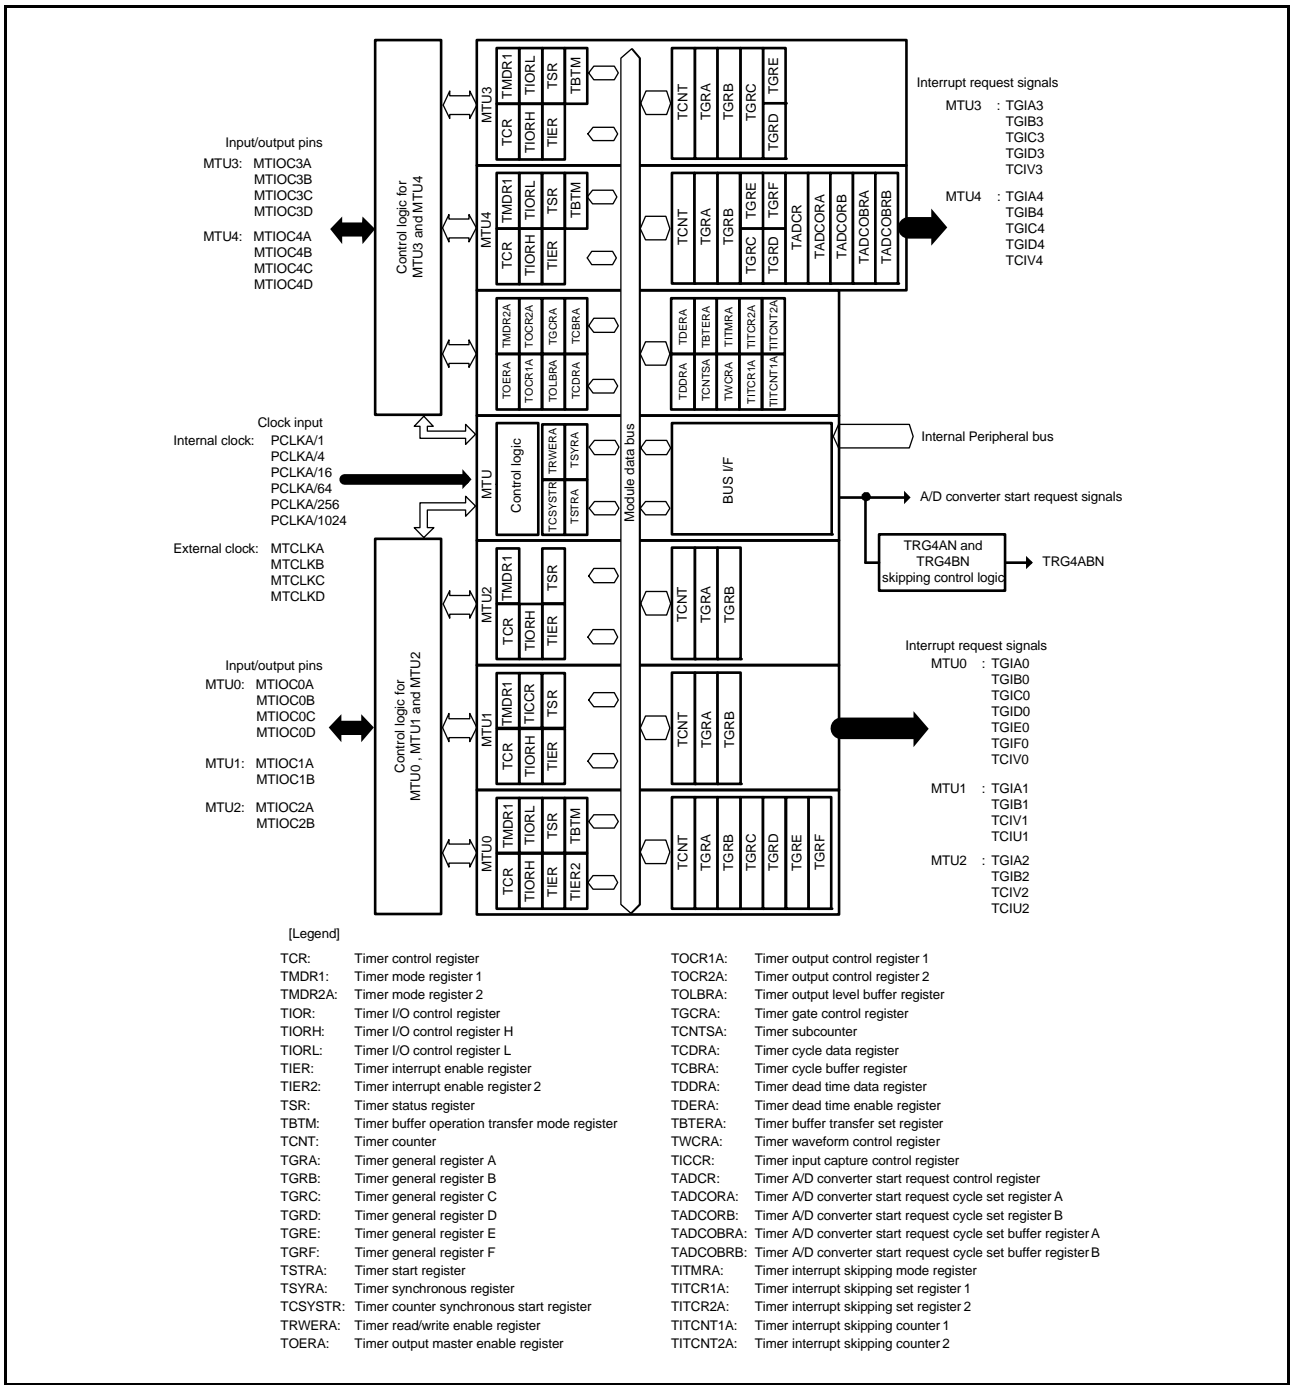 Input/output pins
MTU3: MTIOC3A
MTIOC3B
MTIOC3C
MTIOC3D
MTU4: MTIOC4A
MTIOC4B
MTIOC4C
MTIOC4D
Clock input
Internal clock: PCLKA/1
PCLKA/4
PCLKA/16
PCLKA/64
PCLKA/256
PCLKA/1024
External clock: MTCLKA
MTCLKB
MTCLKC
MTCLKD
Input/output pins
MTU0: MTIOC0A
MTIOC0B
MTIOC0C
MTIOC0D
MTU1: MTIOC1A
MTIOC1B
MTU2: MTIOC2A
MTIOC2B
Control logic for
MTU3 and MTU4
Control logic for
MTU0 , MTU1 and MTU2
MTU3
TMDR1
TIORL
TSR
TBTM
TCR
TIORH
TIER
TCNT
TGRA
TGRB
TGRC
TGRE
TGRD
MTU4
TMDR1
TIORL
TSR
TBTM
TCR
TIORH
TIER
TCNT
TGRA
TGRB
TGRE
TGRF
TGRC
TGRD
TADCR
TADCORA
TADCORB
TADCOBRA
TADCOBRB
TMDR2A
TOCR2A
TGCRA
TCBRA
TOERA
TOCR1A
TOLBRA
TCDRA
TDERA
TBTERA
TITMRA
TITCR2A
TITCNT2A
TDDRA
TCNTSA
TWCRA
TITCR1A
TITCNT1A
MTU
Control logic
TRWERA
TSYRA
TCSYSTR
TSTRA
Module data bus
BUS I/F
MTU2
TMDR1
TSR
TCR
TIORH
TIER
TCNT
TGRA
TGRB
MTU1
TMDR1
TICCR
TSR
TCR
TIORH
TIER
TCNT
TGRA
TGRB
MTU0
TMDR1
TIORL
TSR
TBTM
TCR
TIORH
TIER
TIER2
TCNT
TGRA
TGRB
TGRC
TGRD
TGRE
TGRF
Interrupt request signals
MTU3 : TGIA3
TGIB3
TGIC3
TGID3
TCIV3
MTU4 : TGIA4
TGIB4
TGIC4
TGID4
TCIV4
Internal Peripheral bus
A/D converter start request signals
TRG4AN and
TRG4BN
skipping control logic
TRG4ABN
Interrupt request signals
MTU0 : TGIA0
TGIB0
TGIC0
TGID0
TGIE0
TGIF0
TCIV0
MTU1 : TGIA1
TGIB1
TCIV1
TCIU1
MTU2 : TGIA2
TGIB2
TCIV2
TCIU2
[Legend]
TCR: Timer control register
TMDR1: Timer mode register 1
TMDR2A: Timer mode register 2
TIOR: Timer I/O control register
TIORH: Timer I/O control register H
TIORL: Timer I/O control register L
TIER: Timer interrupt enable register
TIER2: Timer interrupt enable register 2
TSR: Timer status register
TBTM: Timer buffer operation transfer mode register
TCNT: Timer counter
TGRA: Timer general register A
TGRB: Timer general register B
TGRC: Timer general register C
TGRD: Timer general register D
TGRE: Timer general register E
TGRF: Timer general register F
TSTRA: Timer start register
TSYRA: Timer synchronous register
TCSYSTR: Timer counter synchronous start register
TRWERA: Timer read/write enable register
TOERA: Timer output master enable register
TOCR1A: Timer output control register 1
TOCR2A: Timer output control register 2
TOLBRA: Timer output level buffer register
TGCRA: Timer gate control register
TCNTSA: Timer subcounter
TCDRA: Timer cycle data register
TCBRA: Timer cycle buffer register
TDDRA: Timer dead time data register
TDERA: Timer dead time enable register
TBTERA: Timer buffer transfer set register
TWCRA: Timer waveform control register
TICCR: Timer input capture control register
TADCR: Timer A/D converter start request control register
TADCORA: Timer A/D converter start request cycle set register A
TADCORB: Timer A/D converter start request cycle set register B
TADCOBRA: Timer A/D converter start request cycle set buffer register A
TADCOBRB: Timer A/D converter start request cycle set buffer register B
TITMRA: Timer interrupt skipping mode register
TITCR1A: Timer interrupt skipping set register 1
TITCR2A: Timer interrupt skipping set register 2
TITCNT1A: Timer interrupt skipping counter 1
TITCNT2A: Timer interrupt skipping counter 2